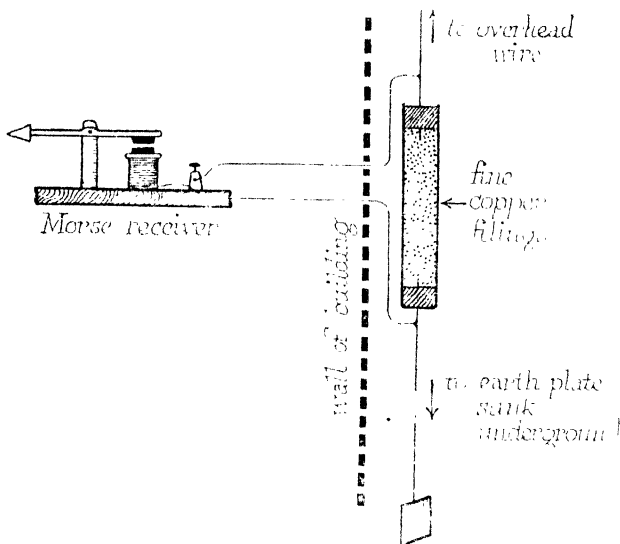 to overhead
wire
fine
copper
filings
Morse receiver
wall of building
to earth plate
sunk
underground